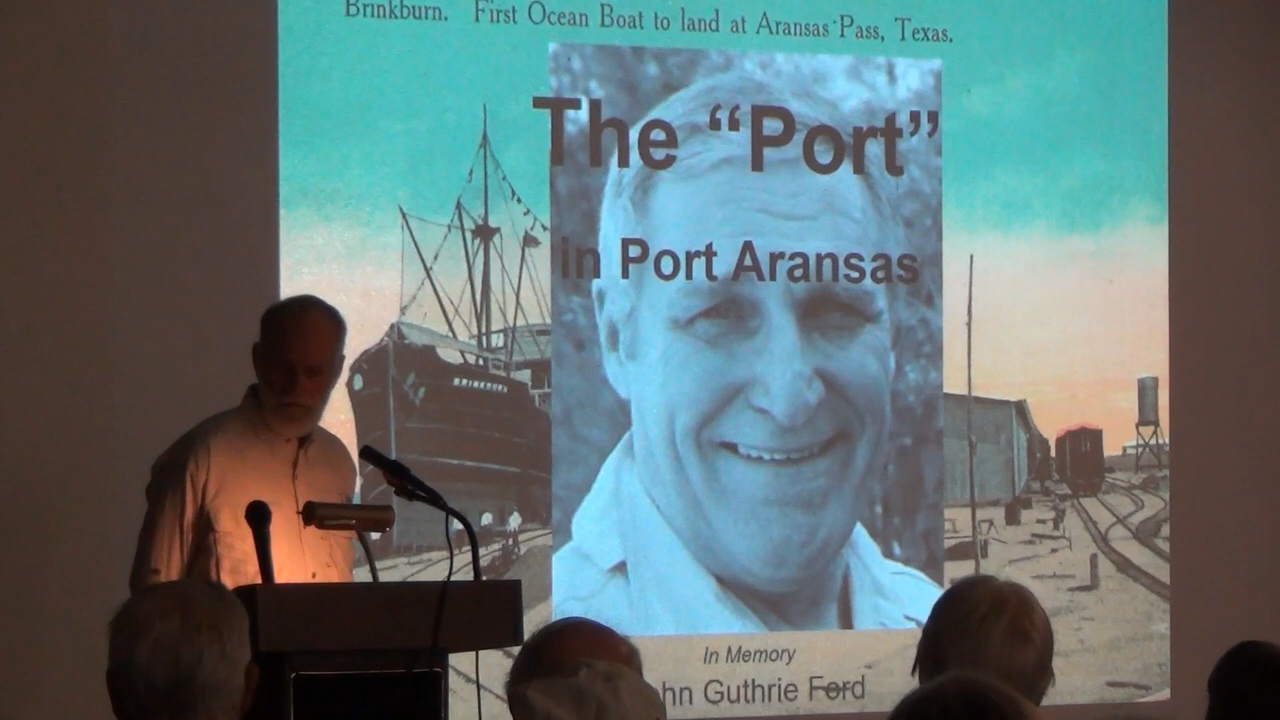 Brinkburn. First Ocean Boat to land at Aransas Pass, Texas.
The “Port”
in Port Aransas
BRINKBURN
In Memory
hn Guthrie Ford